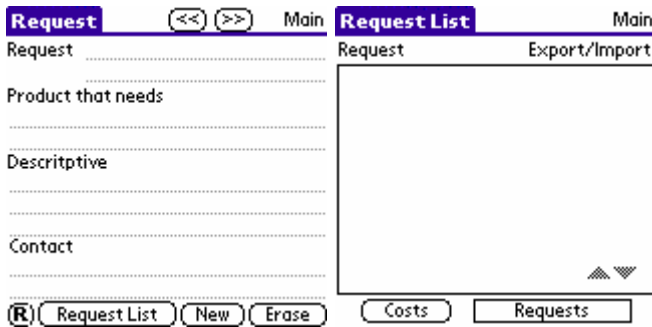 Request << >> Main
Request
Product that needs
Descritptive
Contact
R Request List New Erase
Request List Main
Request Export/Import
Costs Requests